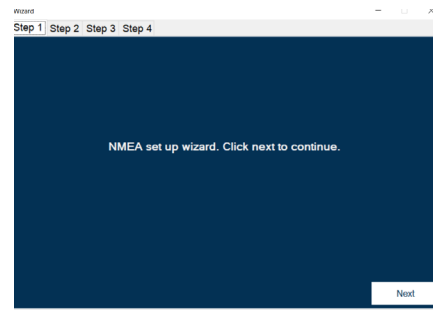 Wizard
Step 1 Step 2 Step 3 Step 4
NMEA set up wizard. Click next to continue.
Next